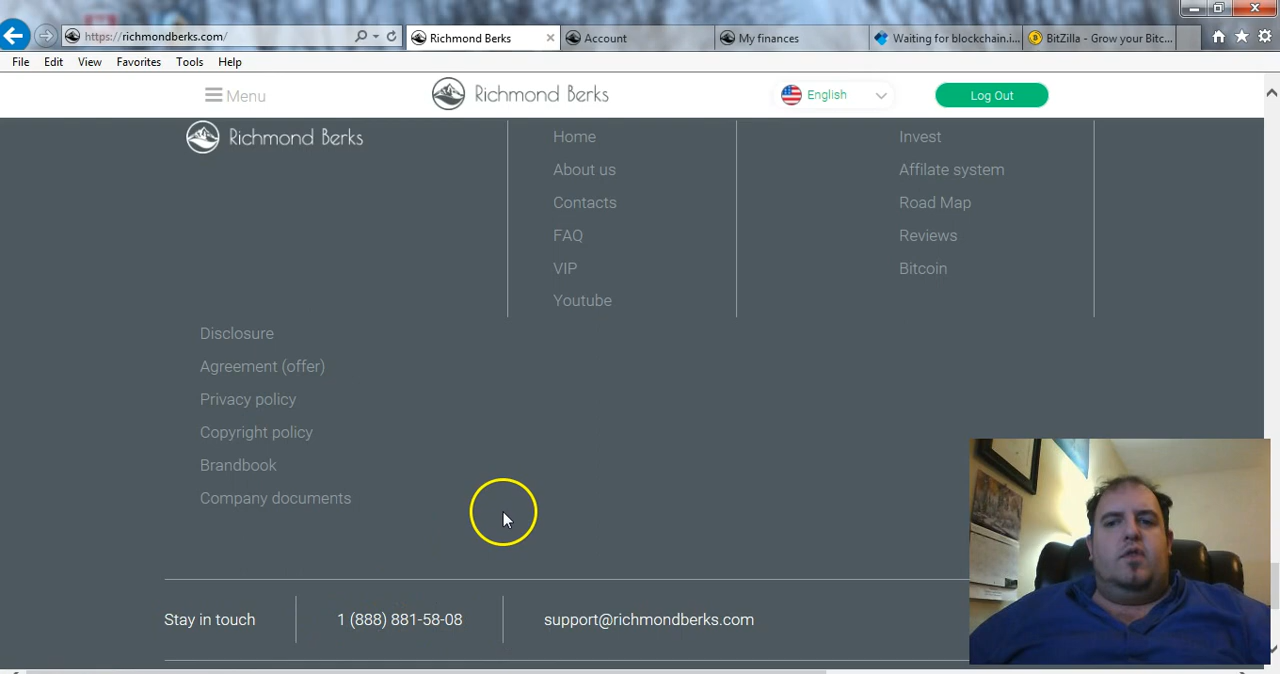 https://richmondberks.com/
Richmond Berks
Account
My finances
Waiting for blockchain.i...
BitZilla - Grow your Bitc...
File Edit View Favorites Tools Help
Menu
Richmond Berks
English
Log Out
Richmond Berks
Home
About us
Contacts
FAQ
VIP
Youtube
Invest
Affilate system
Road Map
Reviews
Bitcoin
Disclosure
Agreement (offer)
Privacy policy
Copyright policy
Brandbook
Company documents
Stay in touch
1 (888) 881-58-08
support@richmondberks.com